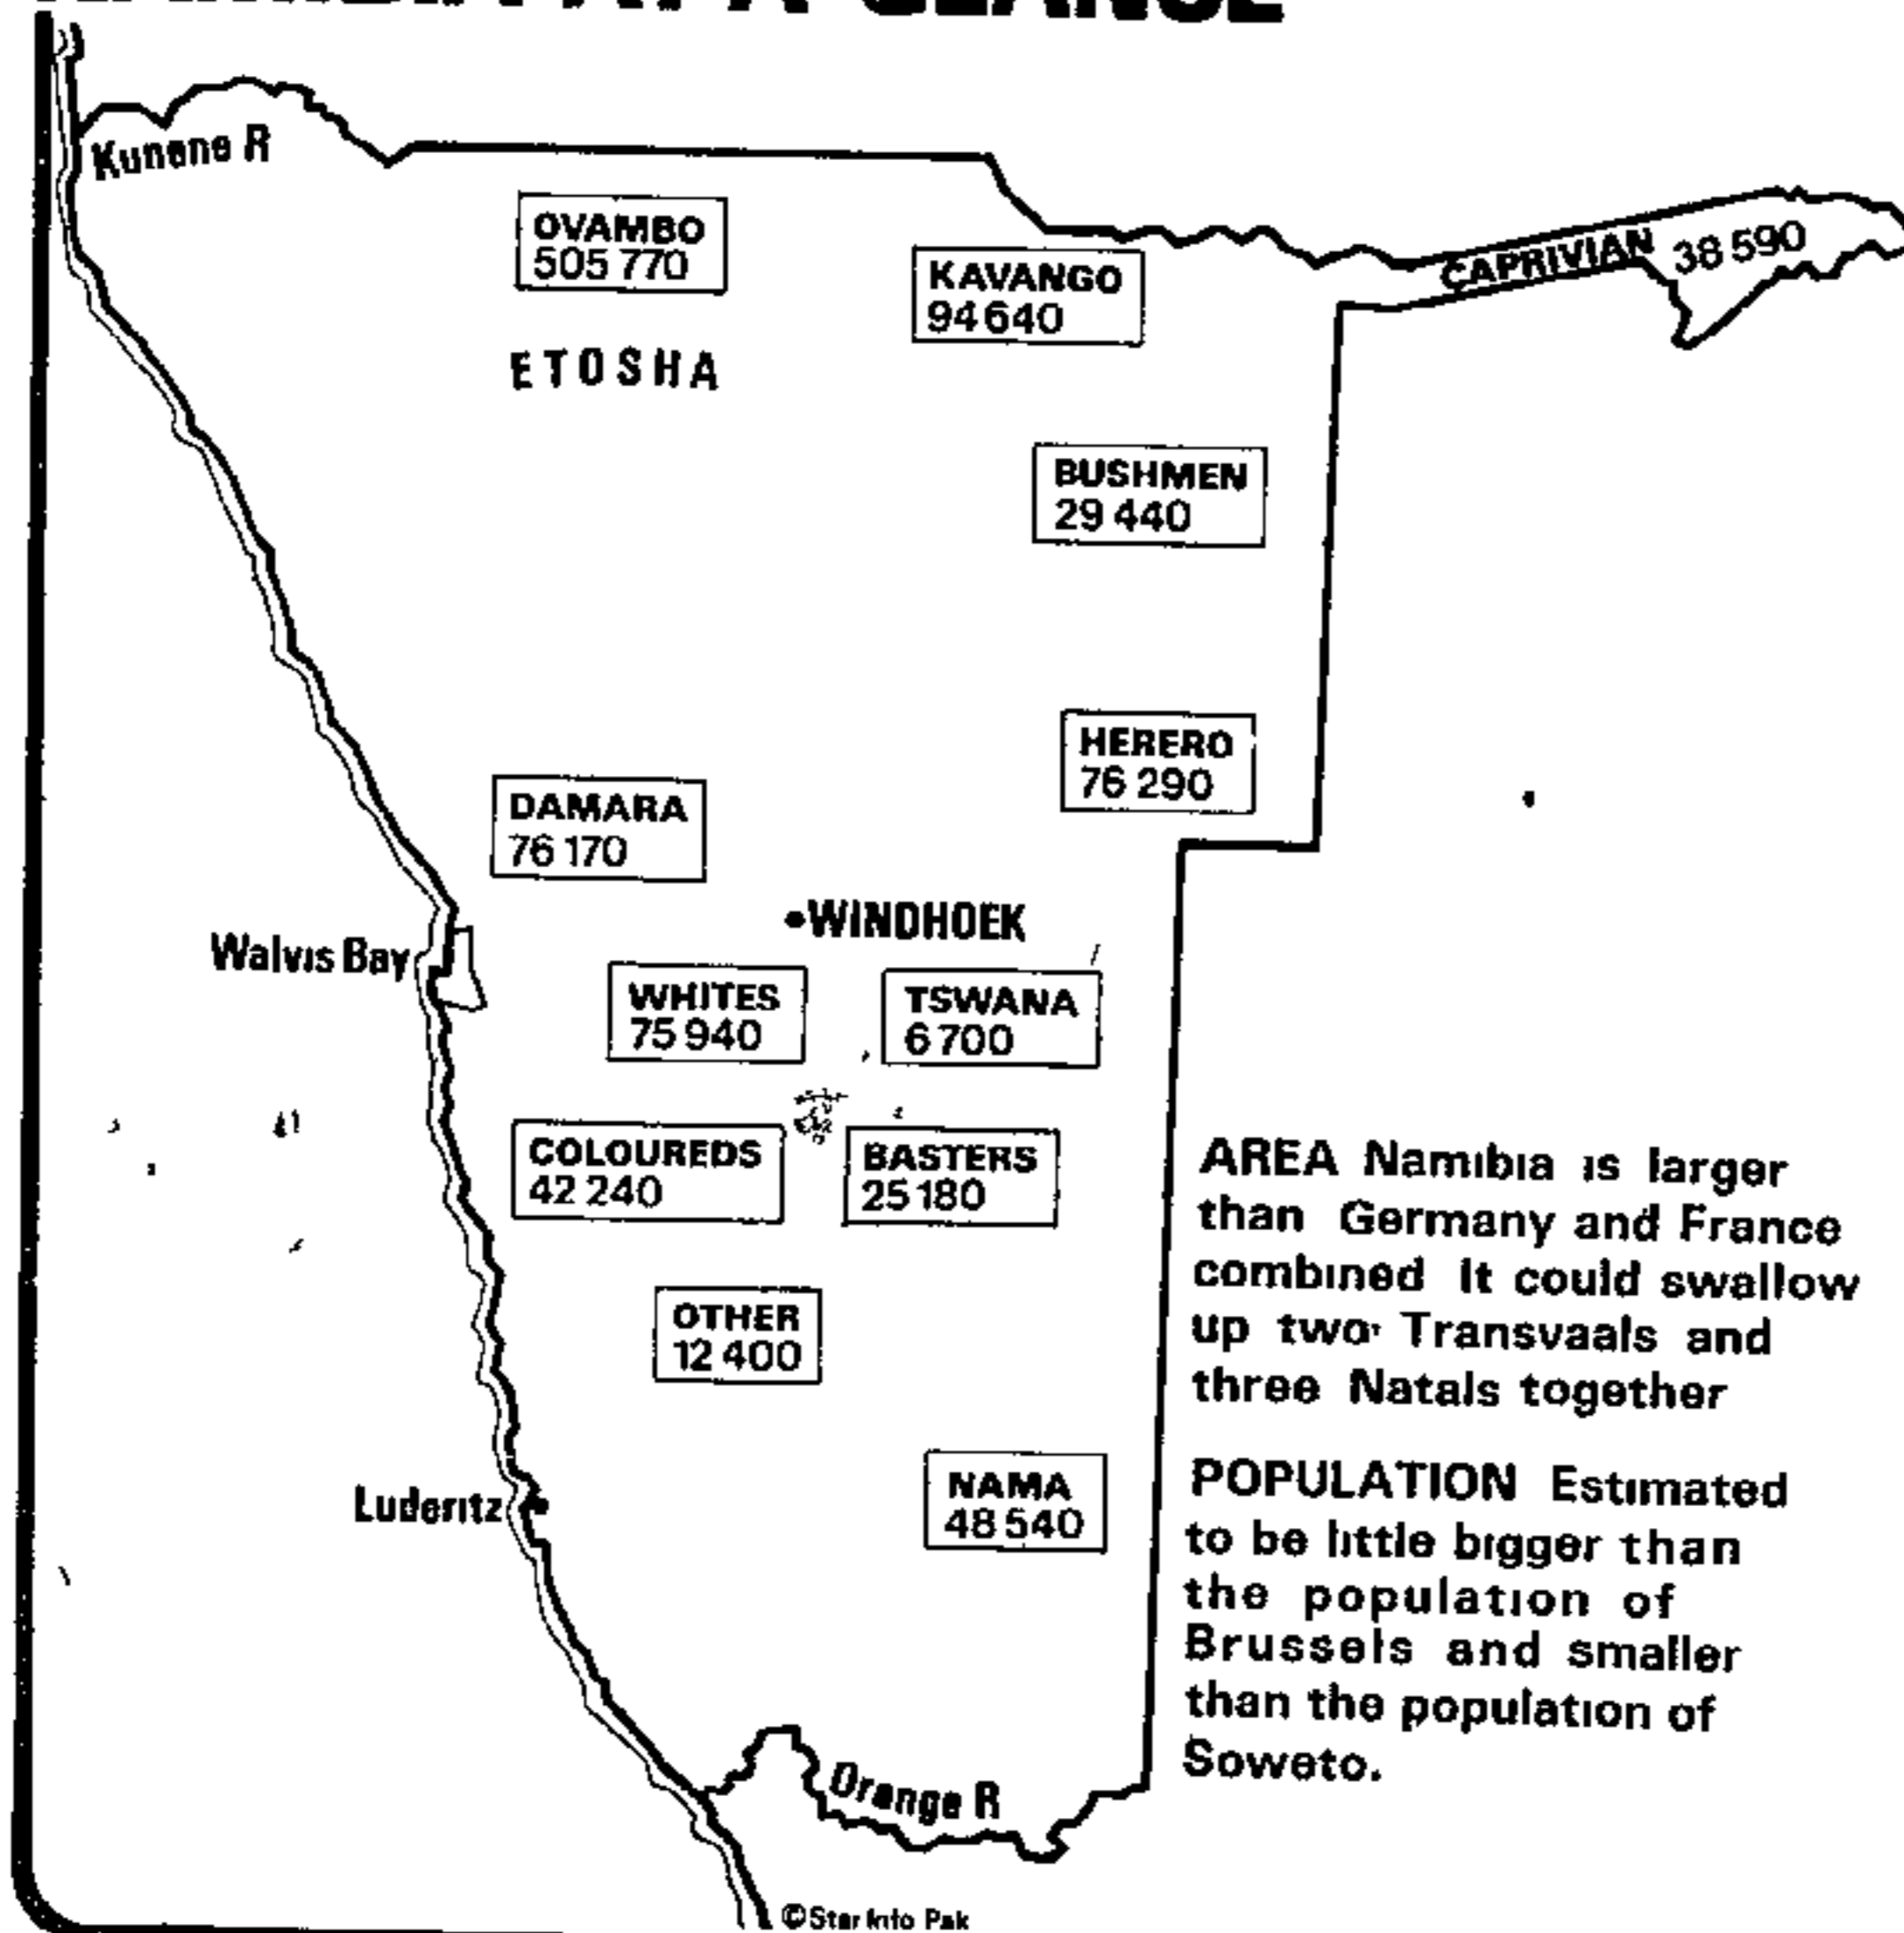 AT A GLANCE
Kunene R
OVAMBO
505 770
KAVANGO
94 640
CAPRIVIAN 38 590
ETOSHA
BUSHMEN
29 440
HERERO
76 290
DAMARA
76 170
WINDHOEK
Walvis Bay
WHITES
75 940
TSWANA
6 700
COLOUREDS
42 240
BASTERS
25 180
OTHER
12 400
NAMA
48 540
Luderitz
Orange R
AREA Namibia is larger
than Germany and France
combined It could swallow
up two Transvaals and
three Natals together
POPULATION Estimated
to be little bigger than
the population of
Brussels and smaller
than the population of
Soweto.
©Star Info Pak